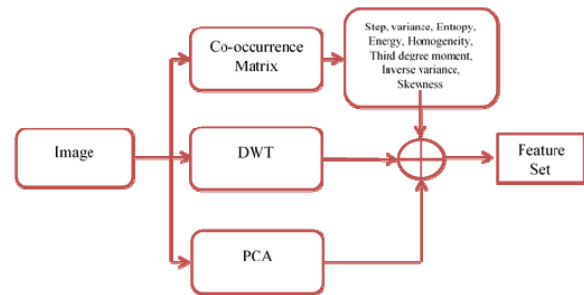 Step, variance, Entropy,
Energy, Homogeneity,
Third degree moment,
Inverse variance,
Skewness
Co-occurrence
Matrix
Image
DWT
Feature
Set
PCA